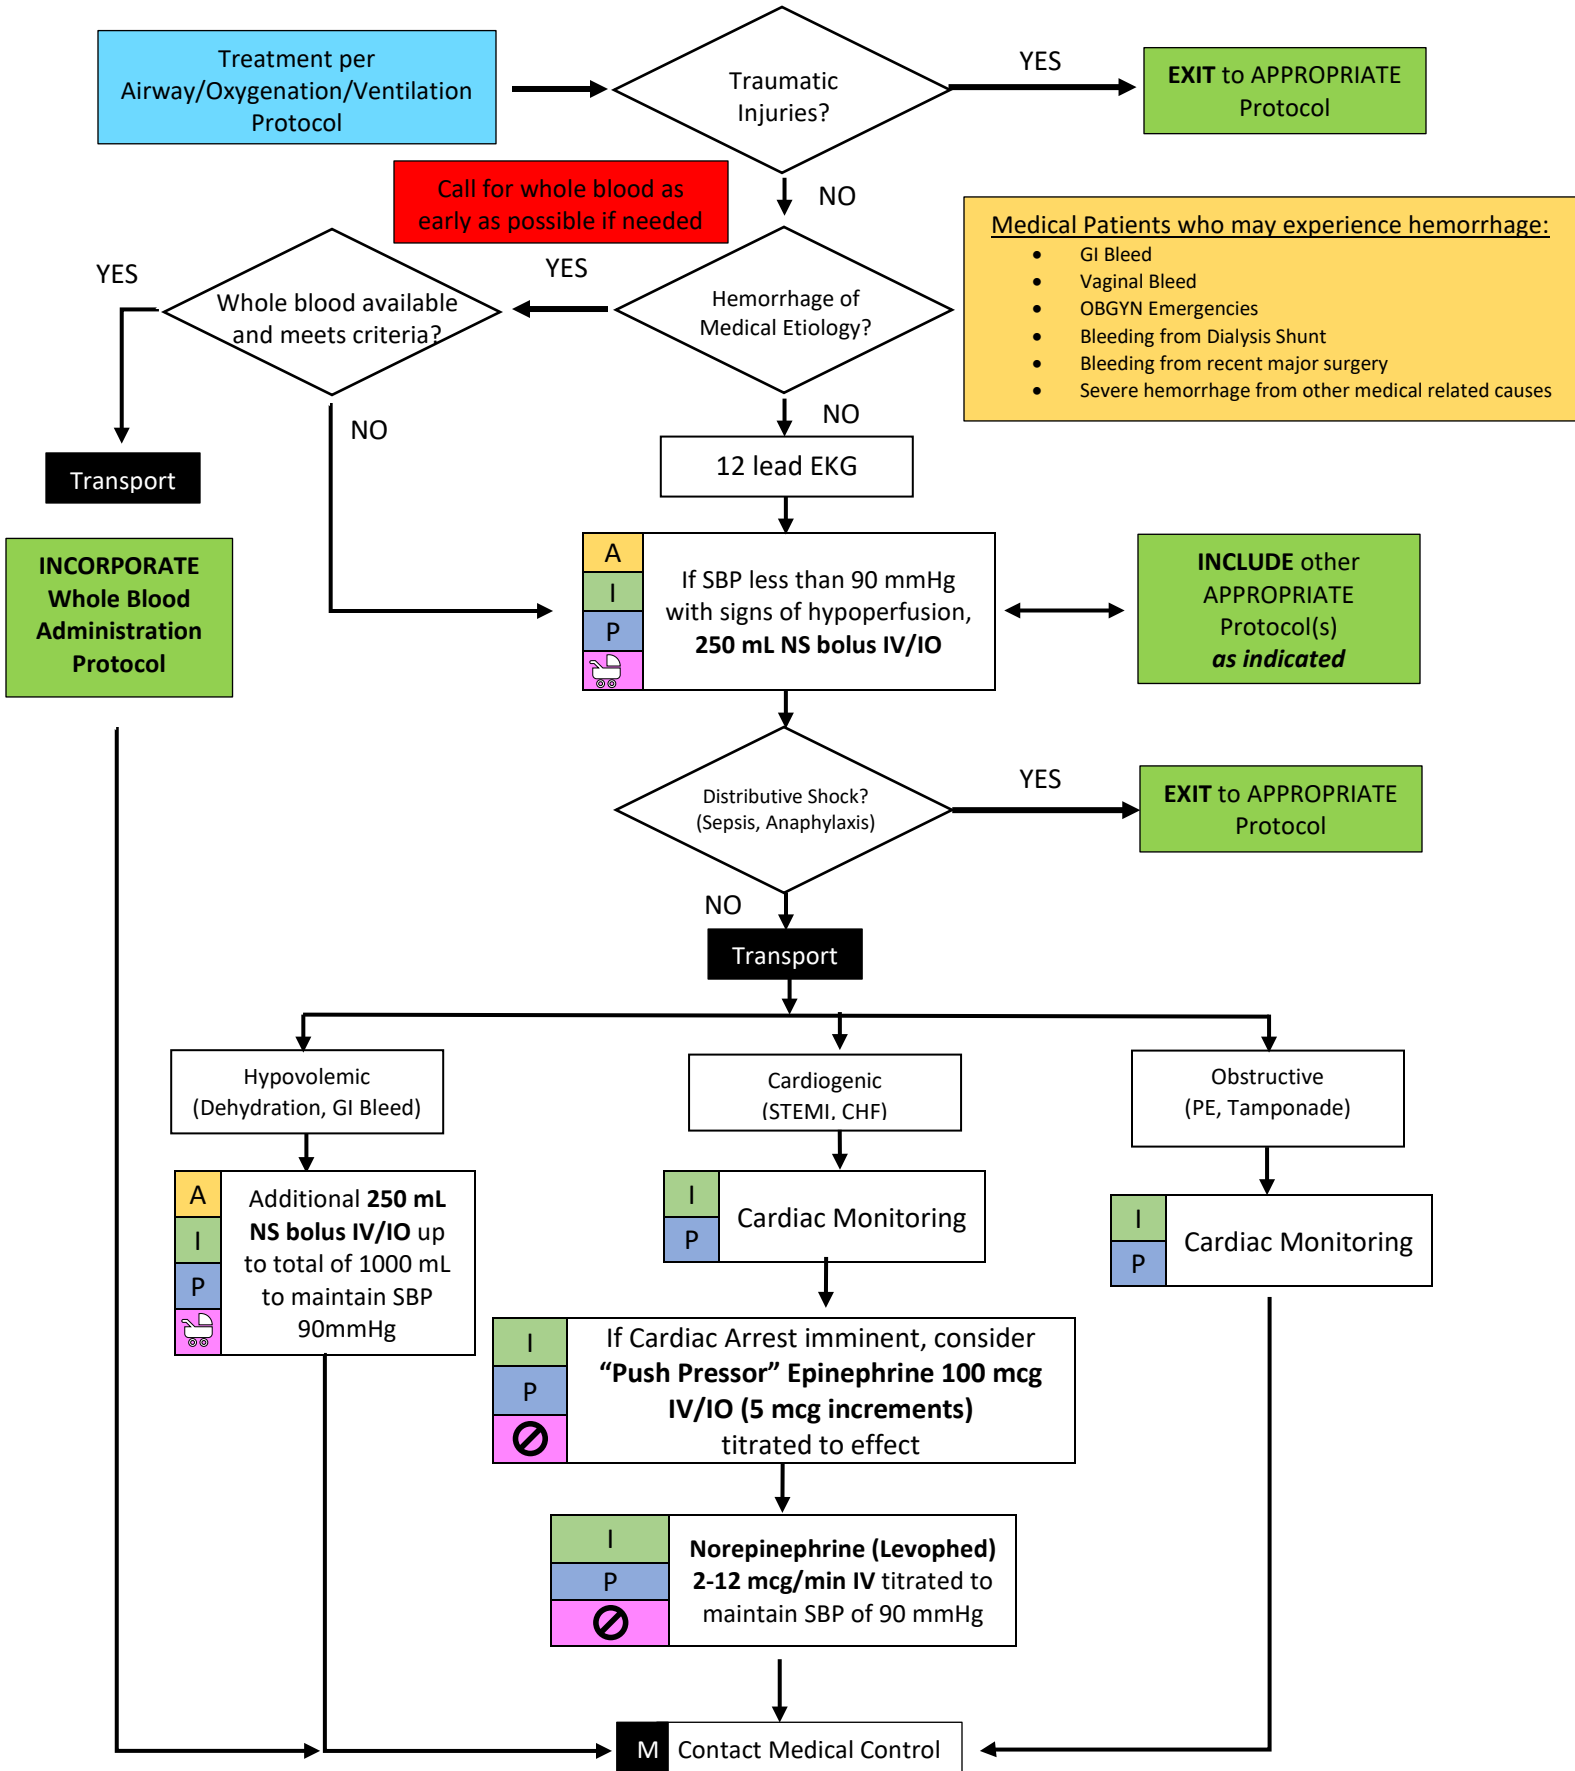 Treatment per
Airway/Oxygenation/Ventilation
Protocol
Traumatic
Injuries?
YES
EXIT to APPROPRIATE
Protocol
NO
Call for whole blood as
early as possible if needed
Medical Patients who may experience hemorrhage:
• GI Bleed
• Vaginal Bleed
• OBGYN Emergencies
• Bleeding from Dialysis Shunt
• Bleeding from recent major surgery
• Severe hemorrhage from other medical related causes
Hemorrhage of
Medical Etiology?
YES
Whole blood available
and meets criteria?
YES
NO
NO
Transport
INCORPORATE
Whole Blood
Administration
Protocol
12 lead EKG
A
I
P
If SBP less than 90 mmHg
with signs of hypoperfusion,
250 mL NS bolus IV/IO
INCLUDE other
APPROPRIATE
Protocol(s)
as indicated
Distributive Shock?
(Sepsis, Anaphylaxis)
YES
EXIT to APPROPRIATE
Protocol
NO
Transport
Hypovolemic
(Dehydration, GI Bleed)
A
I
P
Additional 250 mL
NS bolus IV/IO up
to total of 1000 mL
to maintain SBP
90mmHg
Cardiogenic
(STEMI, CHF)
I
P
Cardiac Monitoring
I
P
If Cardiac Arrest imminent, consider
“Push Pressor” Epinephrine 100 mcg
IV/IO (5 mcg increments)
titrated to effect
I
P
Norepinephrine (Levophed)
2-12 mcg/min IV titrated to
maintain SBP of 90 mmHg
Obstructive
(PE, Tamponade)
I
P
Cardiac Monitoring
M Contact Medical Control